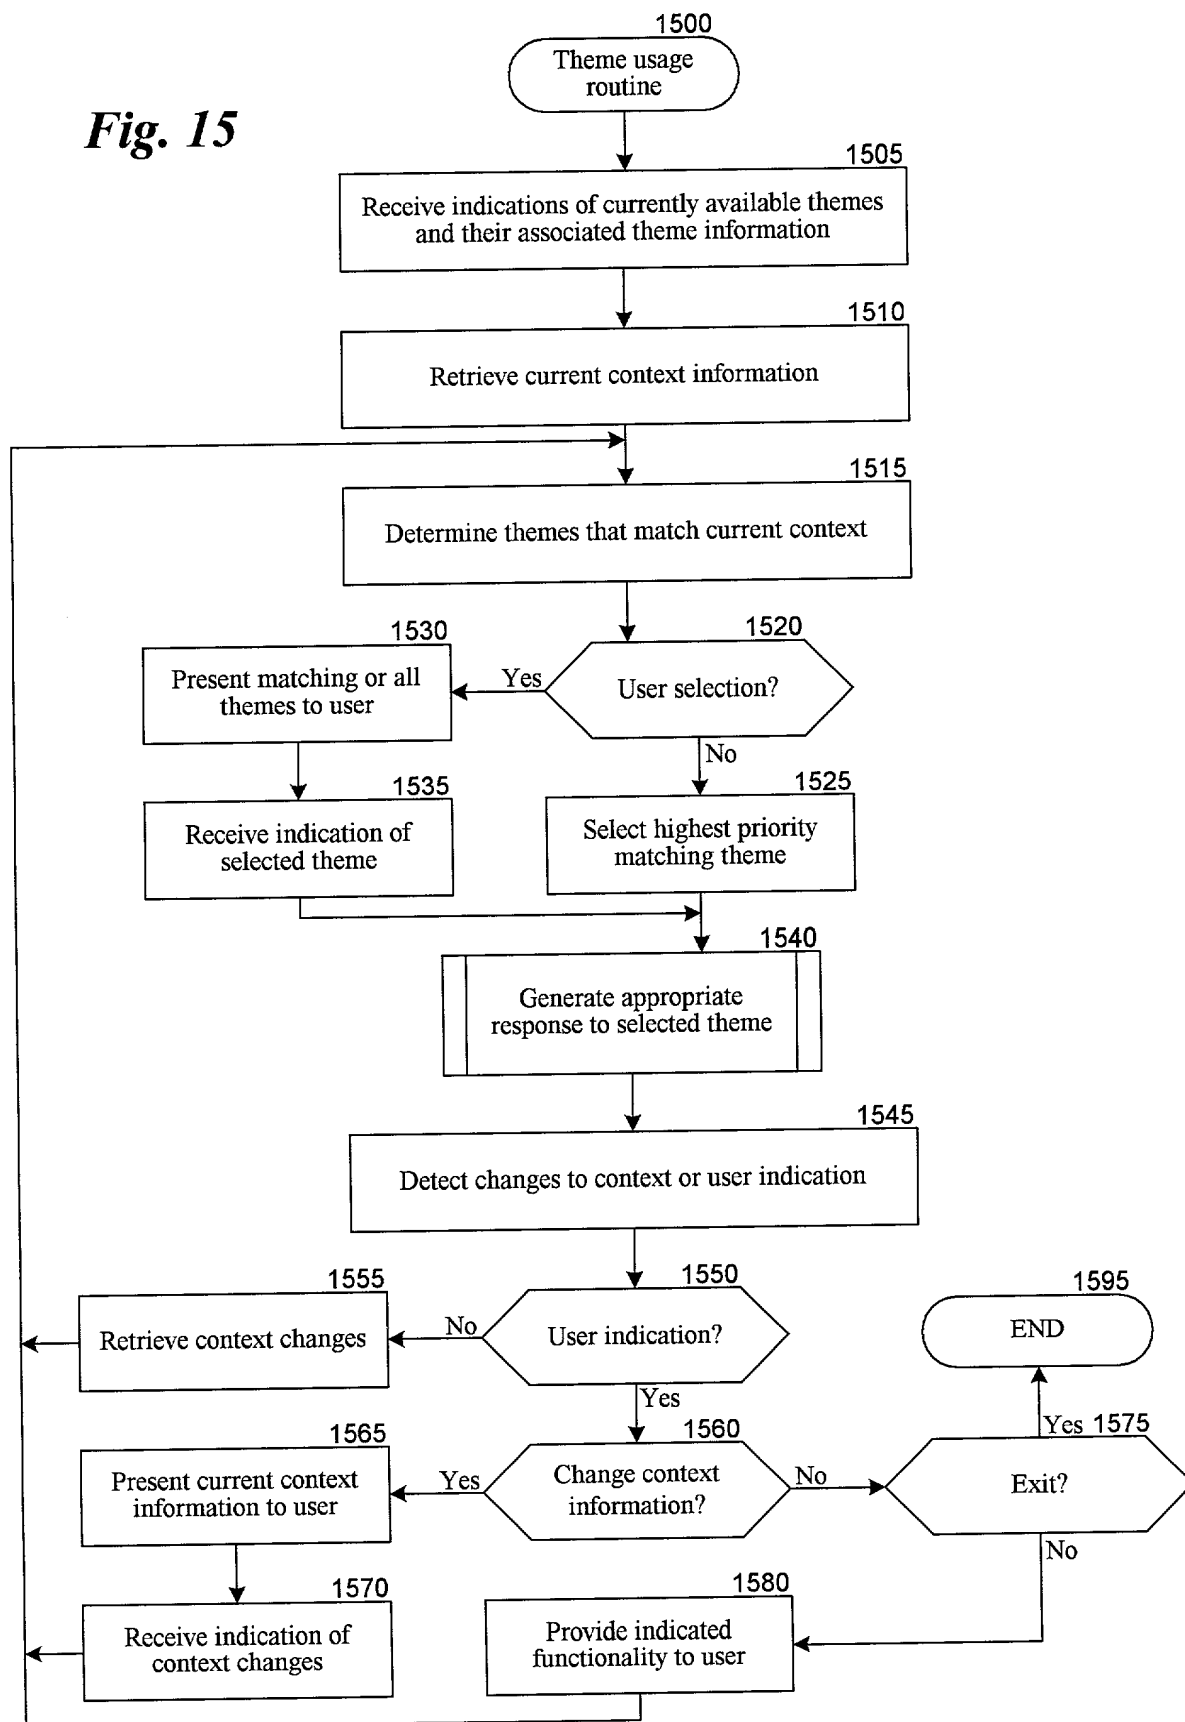 Fig. 15
1500
Theme usage
routine
1505
Receive indications of currently available themes
and their associated theme information
1510
Retrieve current context information
1515
Determine themes that match current context
1530
Present matching or all
themes to user
Yes
1520
User selection?
No
1535
Receive indication of
selected theme
1525
Select highest priority
matching theme
1540
Generate appropriate
response to selected theme
1545
Detect changes to context or user indication
1555
Retrieve context changes
No
1550
User indication?
Yes
1595
END
1565
Present current context
information to user
Yes
1560
Change context
information?
No
Yes
1575
Exit?
No
1570
Receive indication of
context changes
1580
Provide indicated
functionality to user